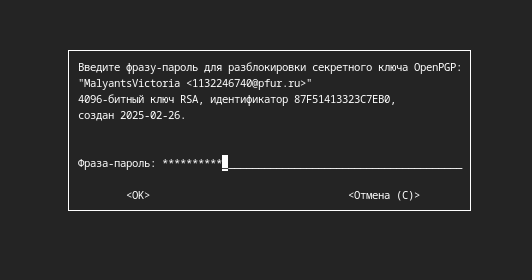 Введите фразу-пароль для разблокировки секретного ключа OpenPGP:
"MalyantsVictoria <1132246740@pfur.ru>"
4096-битный ключ RSA, идентификатор 87F51413323C7EB0,
создан 2025-02-26.
Фраза-пароль: **********
<OK> <Отмена (C)>